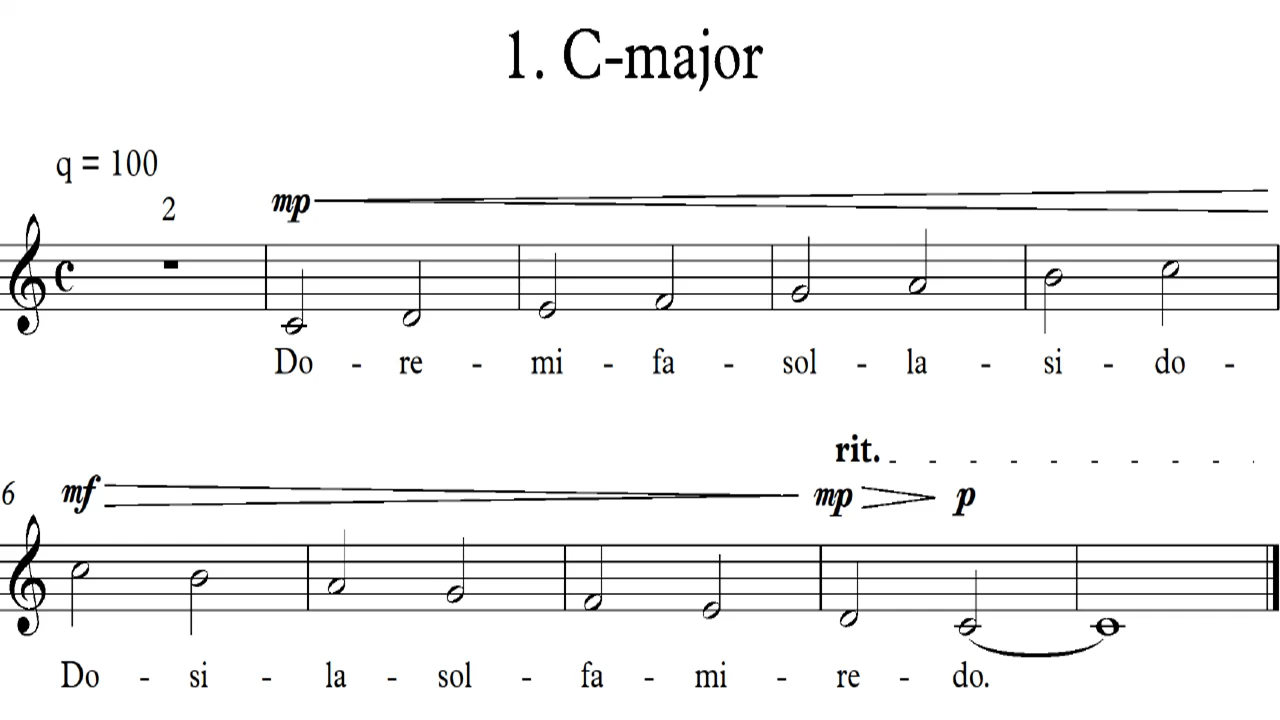 1. C-major
q = 100
2
mp
Do - re - mi - fa - sol - la - si - do -
rit. - - - - - - - - - -
6 mf mp p
Do - si - la - sol - fa - mi - re - do.